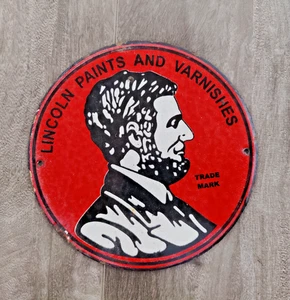 LINCOLN PAINTS AND VARNISHES
TRADE
MARK